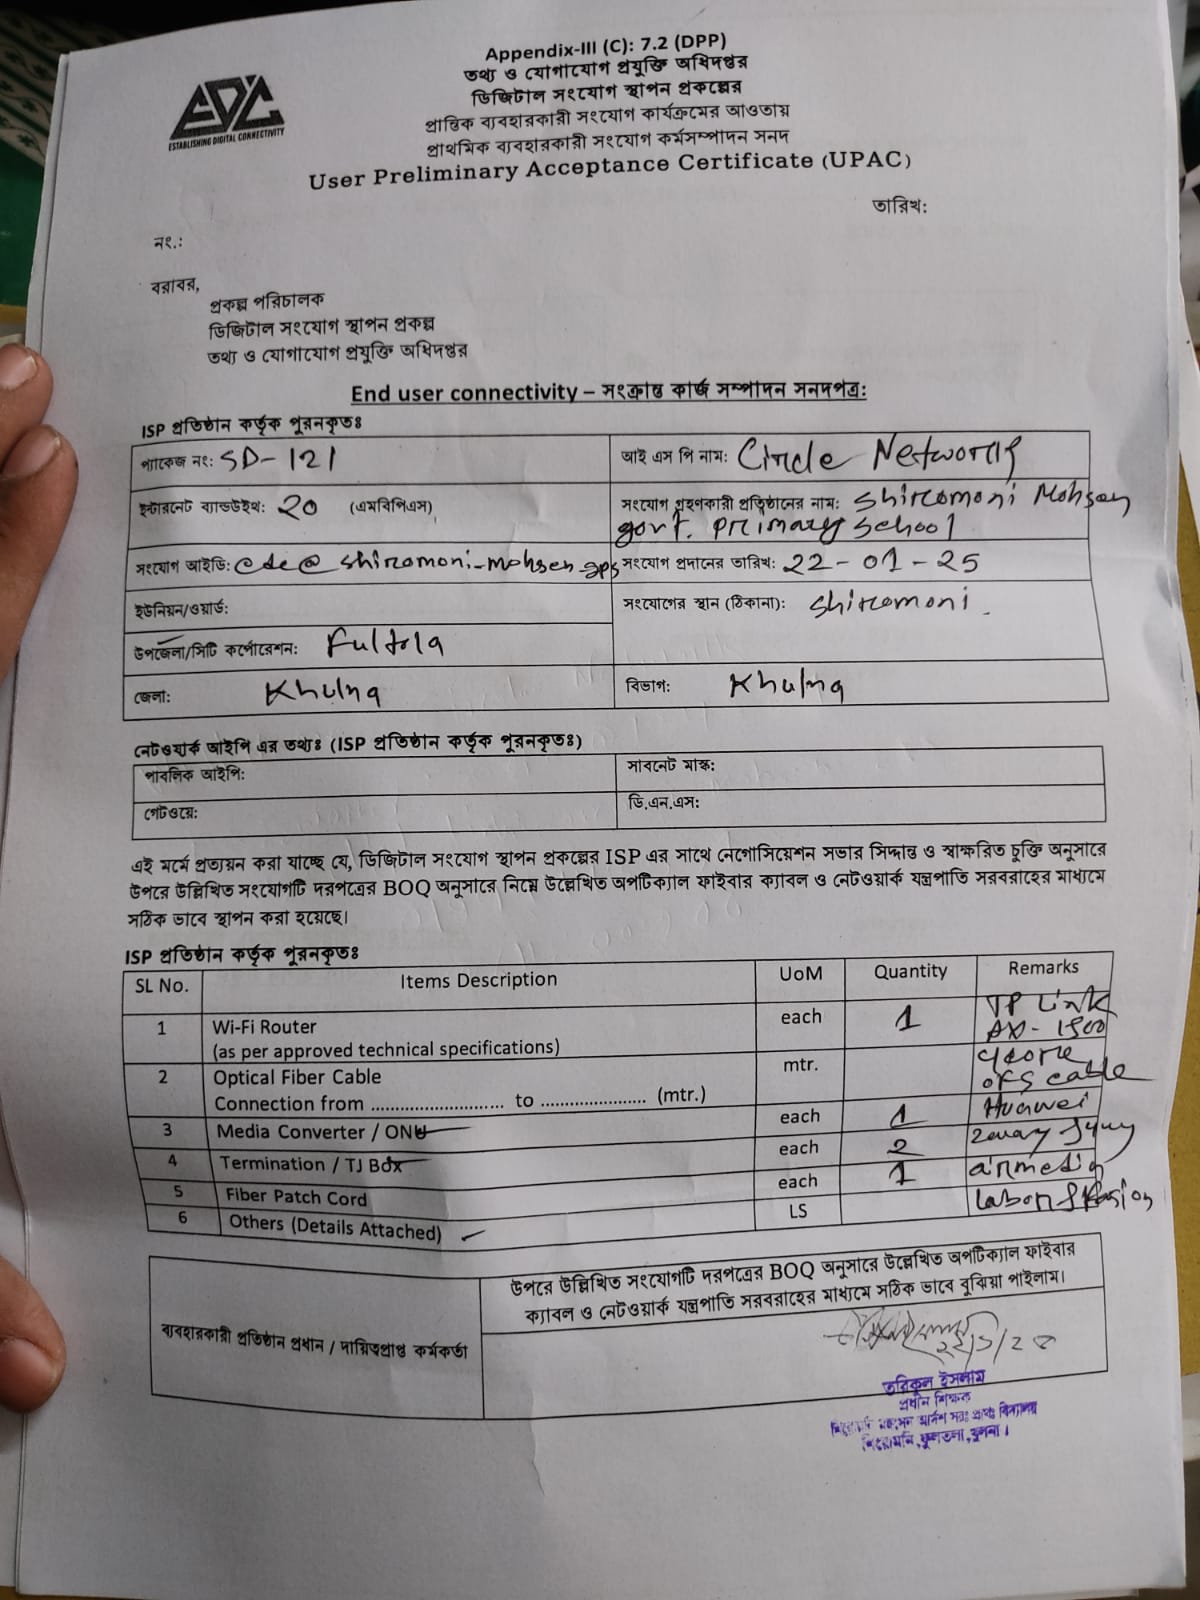 Appendix-III (C): 7.2 (DPP)
EDC
ESTABLISHING DIGITAL CONNECTIVITY
তথ্য ও যোগাযোগ প্রযুক্তি অধিদপ্তর
ডিজিটাল সংযোগ স্থাপন প্রকল্পের
প্রান্তিক ব্যবহারকারী সংযোগ কার্যক্রমের আওতায়
প্রাথমিক ব্যবহারকারী সংযোগ কর্মসম্পাদন সনদ
User Preliminary Acceptance Certificate (UPAC)
তারিখ:
নং.:
বরাবর,
প্রকল্প পরিচালক
ডিজিটাল সংযোগ স্থাপন প্রকল্প
তথ্য ও যোগাযোগ প্রযুক্তি অধিদপ্তর
End user connectivity – সংক্রান্ত কার্জ সম্পাদন সনদপত্র:
ISP প্রতিষ্ঠান কর্তৃক পূরনকৃতঃ
প্যাকেজ নং: SD-121
আই এস পি নাম: Circle Network
ইন্টারনেট ব্যান্ডউইথ: 20 (এমবিপিএস)
সংযোগ গ্রহণকারী প্রতিষ্ঠানের নাম: Shiromoni Mohsen
govt. primary School
সংযোগ আইডি: edc@shiromoni-mohsen-gps
সংযোগ প্রদানের তারিখ: 22-01-25
ইউনিয়ন/ওয়ার্ড:
সংযোগের স্থান (ঠিকানা): Shiromoni.
উপজেলা/সিটি কর্পোরেশন: Fultola
জেলা: Khulna
বিভাগ: Khulna
নেটওয়ার্ক আইপি এর তথ্যঃ (ISP প্রতিষ্ঠান কর্তৃক পূরনকৃতঃ)
পাবলিক আইপি:
সাবনেট মাস্ক:
গেটওয়ে:
ডি.এন.এস:
এই মর্মে প্রত্যয়ন করা যাচ্ছে যে, ডিজিটাল সংযোগ স্থাপন প্রকল্পের ISP এর সাথে নেগোসিয়েশন সভার সিদ্ধান্ত ও স্বাক্ষরিত চুক্তি অনুসারে
উপরে উল্লিখিত সংযোগটি দরপত্রের BOQ অনুসারে নিম্নে উল্লেখিত অপটিক্যাল ফাইবার ক্যাবল ও নেটওয়ার্ক যন্ত্রপাতি সরবরাহের মাধ্যমে
সঠিক ভাবে স্থাপন করা হয়েছে।
ISP প্রতিষ্ঠান কর্তৃক পূরনকৃতঃ
SL No. Items Description UoM Quantity Remarks
1 Wi-Fi Router each 1 TP Link
(as per approved technical specifications) AX-1500
2 Optical Fiber Cable mtr. 4core
Connection from .......................... to ..................... (mtr.) OFS cable
3 Media Converter / ONU each 1 Huawei
4 Termination / TJ Box each 2 2way
5 Fiber Patch Cord each 1 airmedia
6 Others (Details Attached) LS labon
ব্যবহারকারী প্রতিষ্ঠান প্রধান / দায়িত্বপ্রাপ্ত কর্মকর্তা
উপরে উল্লিখিত সংযোগটি দরপত্রের BOQ অনুসারে উল্লেখিত অপটিক্যাল ফাইবার
ক্যাবল ও নেটওয়ার্ক যন্ত্রপাতি সরবরাহের মাধ্যমে সঠিক ভাবে বুঝিয়া পাইলাম।
তরিকুল ইসলাম
প্রধান শিক্ষক
শিরোমনি, ফুলতলা, খুলনা।